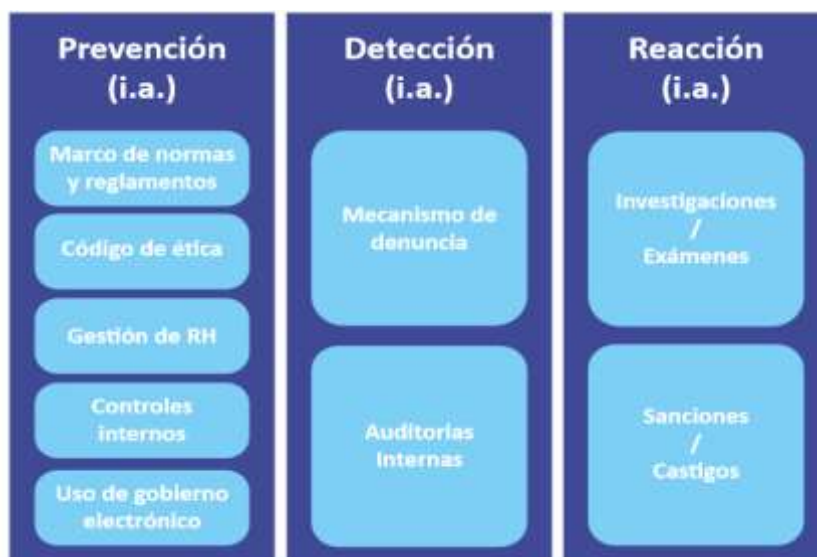 Prevención
(i.a.)
Marco de normas
y reglamentos
Código de ética
Gestión de RH
Controles
internos
Uso de gobierno
electrónico
Detección
(i.a.)
Mecanismo de
denuncia
Auditorias
Internas
Reacción
(i.a.)
Investigaciones
/
Exámenes
Sanciones
/
Castigos